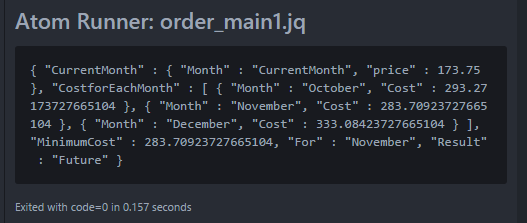 Atom Runner: order_main1.jq
{ "CurrentMonth" : { "Month" : "CurrentMonth", "price" : 173.75
}, "CostforEachMonth" : [ { "Month" : "October", "Cost" : 293.27
173727665104 }, { "Month" : "November", "Cost" : 283.70923727665
104 }, { "Month" : "December", "Cost" : 333.08423727665104 } ],
"MinimumCost" : 283.70923727665104, "For" : "November", "Result"
: "Future" }
Exited with code=0 in 0.157 seconds